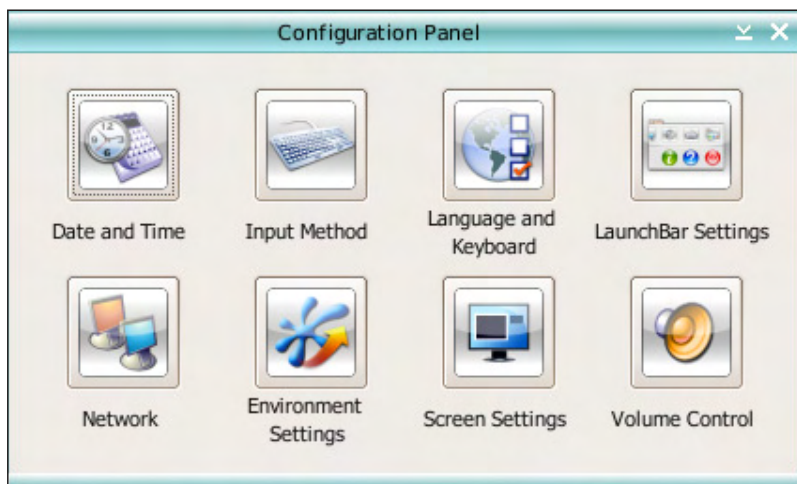 Configuration Panel
Date and Time
Input Method
Language and
Keyboard
LaunchBar Settings
Network
Environment
Settings
Screen Settings
Volume Control